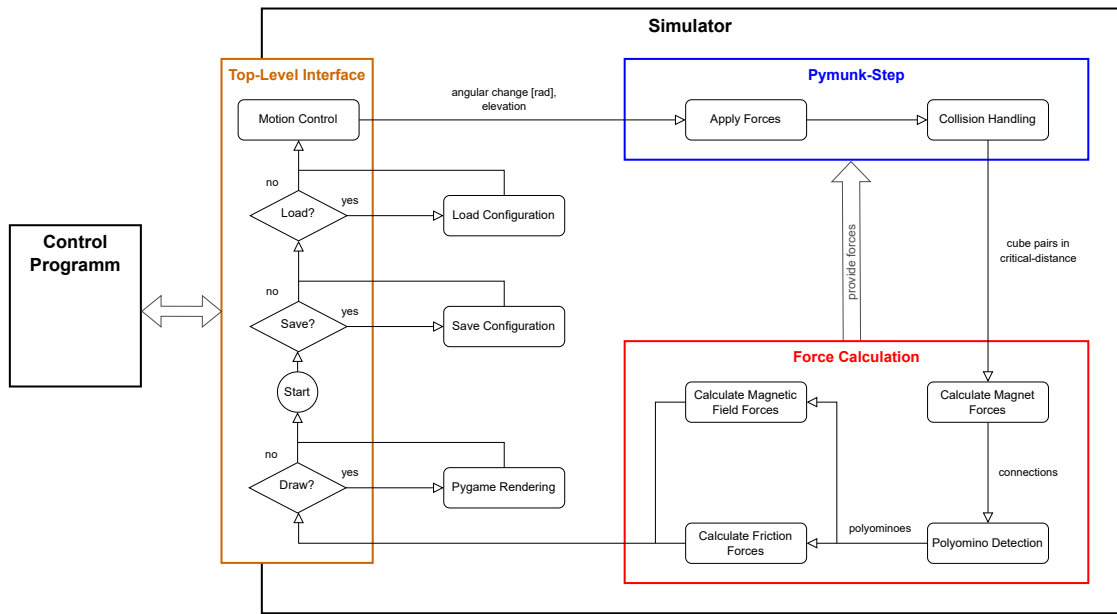 Simulator
Top-Level Interface
Pymunk-Step
angular change [rad],
elevation
Motion Control
Apply Forces
Collision Handling
no
yes
Load?
Load Configuration
Control
Programm
provide forces
cube pairs in
critical-distance
no
yes
Save?
Save Configuration
Force Calculation
Start
Calculate Magnetic
Field Forces
Calculate Magnet
Forces
no
yes
Draw?
Pygame Rendering
connections
polyominoes
Calculate Friction
Forces
Polyomino Detection